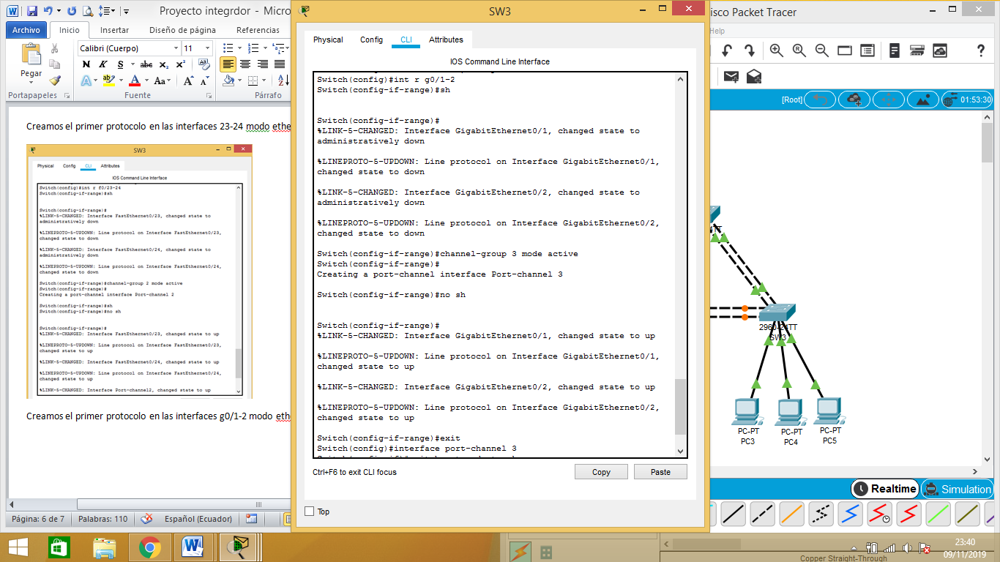 Proyecto integrdor - Micro
Archivo
Inicio
Insertar
Diseño de página
Referencias
Pegar
Portapapeles
Calibri (Cuerpo)
11
N K S abc x₂ x²
Aa
Fuente
Párrafo
Creamos el primer protocolo en las interfaces 23-24 modo ethe
SW3
Physical Config CLI Attributes
IOS Command Line Interface
Switch(config)#int r f0/23-24
Switch(config-if-range)#sh
Switch(config-if-range)#
%LINK-5-CHANGED: Interface FastEthernet0/23, changed state to
administratively down
%LINEPROTO-5-UPDOWN: Line protocol on Interface FastEthernet0/23,
changed state to down
%LINK-5-CHANGED: Interface FastEthernet0/24, changed state to
administratively down
%LINEPROTO-5-UPDOWN: Line protocol on Interface FastEthernet0/24,
changed state to down
Switch(config-if-range)#channel-group 2 mode active
Switch(config-if-range)#
Creating a port-channel interface Port-channel 2
Switch(config-if-range)#sh
Switch(config-if-range)#no sh
Switch(config-if-range)#
%LINK-5-CHANGED: Interface FastEthernet0/23, changed state to up
%LINEPROTO-5-UPDOWN: Line protocol on Interface FastEthernet0/23,
changed state to up
%LINK-5-CHANGED: Interface FastEthernet0/24, changed state to up
%LINEPROTO-5-UPDOWN: Line protocol on Interface FastEthernet0/24,
changed state to up
%LINK-5-CHANGED: Interface Port-channel2, changed state to up
Creamos el primer protocolo en las interfaces g0/1-2 modo ethe
Página: 6 de 7
Palabras: 110
Español (Ecuador)
SW3
Physical Config CLI Attributes
IOS Command Line Interface
Switch(config)#int r g0/1-2
Switch(config-if-range)#sh
Switch(config-if-range)#
%LINK-5-CHANGED: Interface GigabitEthernet0/1, changed state to
administratively down
%LINEPROTO-5-UPDOWN: Line protocol on Interface GigabitEthernet0/1,
changed state to down
%LINK-5-CHANGED: Interface GigabitEthernet0/2, changed state to
administratively down
%LINEPROTO-5-UPDOWN: Line protocol on Interface GigabitEthernet0/2,
changed state to down
Switch(config-if-range)#channel-group 3 mode active
Switch(config-if-range)#
Creating a port-channel interface Port-channel 3
Switch(config-if-range)#no sh
Switch(config-if-range)#
%LINK-5-CHANGED: Interface GigabitEthernet0/1, changed state to up
%LINEPROTO-5-UPDOWN: Line protocol on Interface GigabitEthernet0/1,
changed state to up
%LINK-5-CHANGED: Interface GigabitEthernet0/2, changed state to up
%LINEPROTO-5-UPDOWN: Line protocol on Interface GigabitEthernet0/2,
changed state to up
Switch(config-if-range)#exit
Switch(config)#interface port-channel 3
Ctrl+F6 to exit CLI focus
Copy
Paste
Top
isco Packet Tracer
Help
[Root]
01:53:30
2960-24TT
SW3
PC-PT
PC3
PC-PT
PC4
PC-PT
PC5
Realtime
Simulation
Copper Straight-Through
23:40
09/11/2019